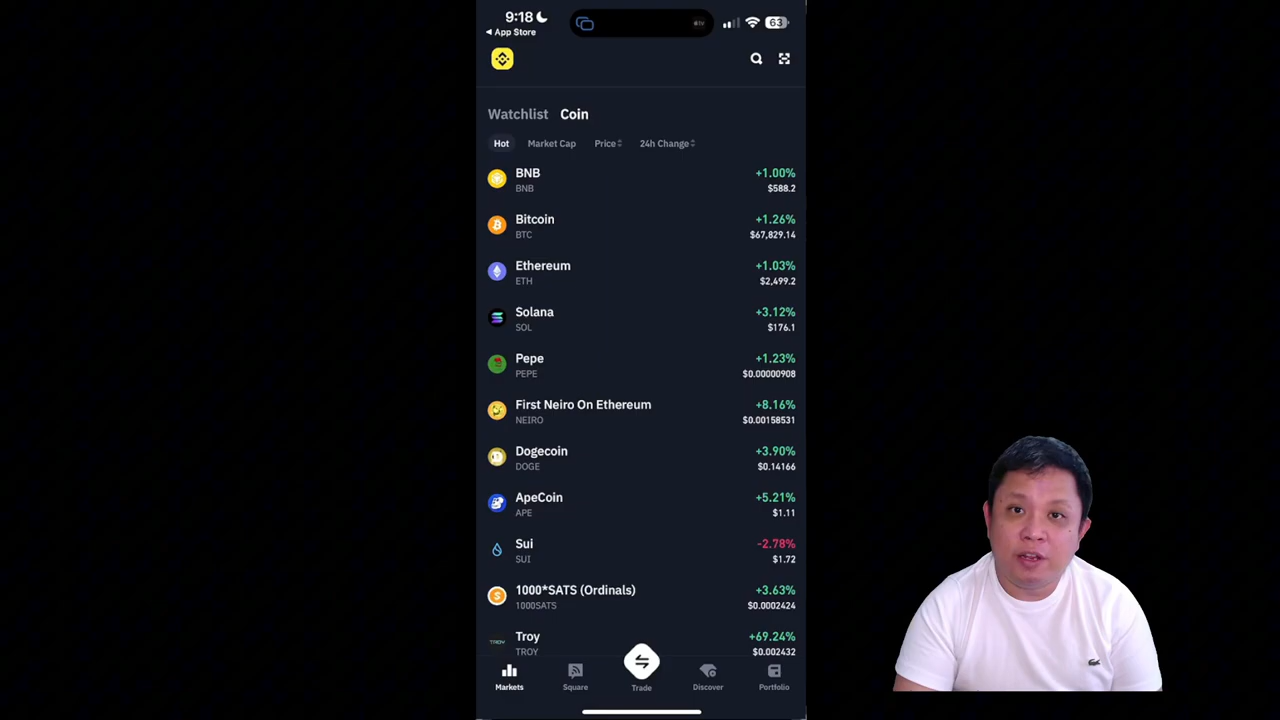 9:18
63
◀ App Store
Watchlist Coin
Hot Market Cap Price 24h Change
BNB +1.00%
BNB $588.2
Bitcoin +1.26%
BTC $67,829.14
Ethereum +1.03%
ETH $2,499.2
Solana +3.12%
SOL $176.1
Pepe +1.23%
PEPE $0.00000908
First Neiro On Ethereum +8.16%
NEIRO $0.00158531
Dogecoin +3.90%
DOGE $0.14166
ApeCoin +5.21%
APE $1.11
Sui -2.78%
SUI $1.72
1000*SATS (Ordinals) +3.63%
1000SATS $0.0002424
Troy +69.24%
TROY TROY $0.002432
Markets Square Trade Discover Portfolio